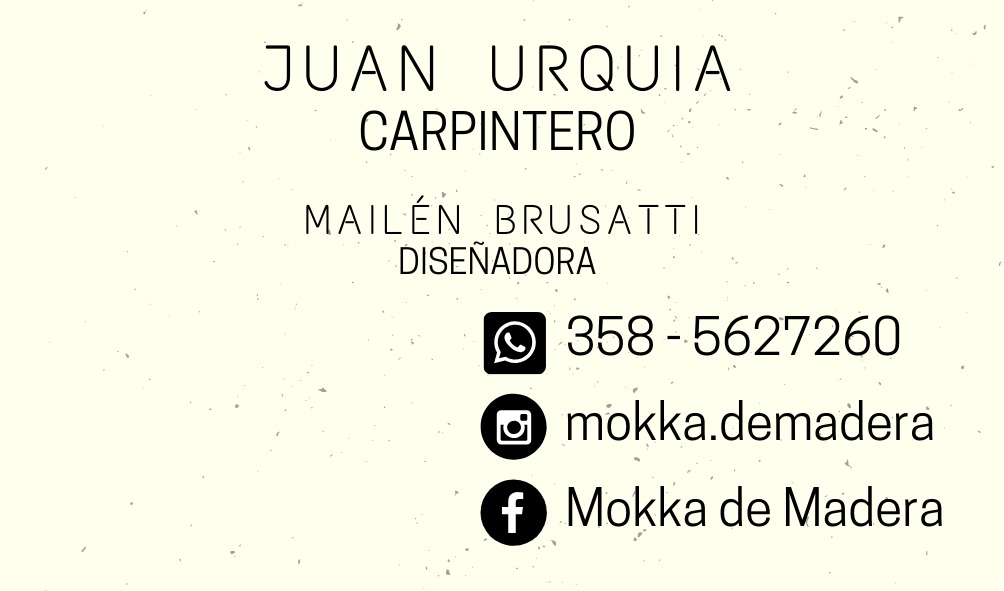 JUAN URQUIA
CARPINTERO
MAILÉN BRUSATTI
DISEÑADORA
358 - 5627260
mokka.demadera
Mokka de Madera